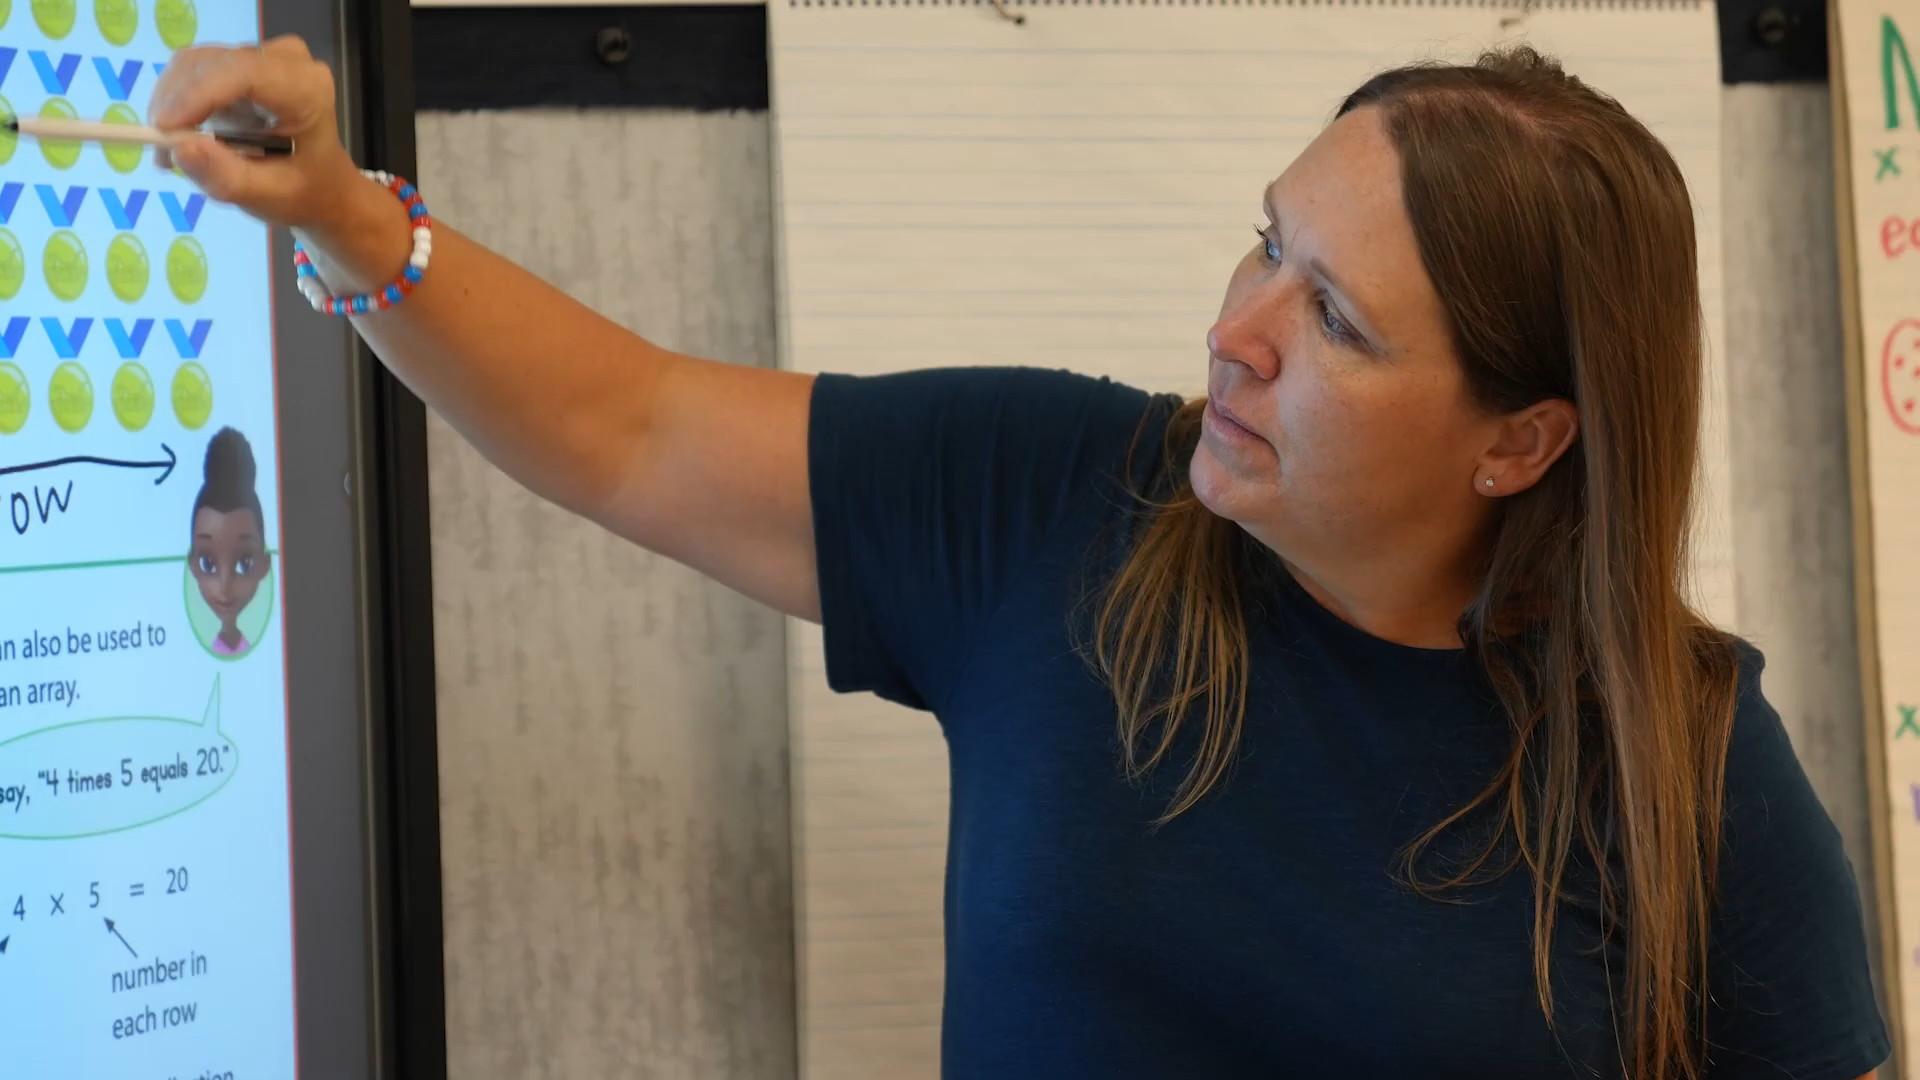 ow
an also be used to
an array.
say, "4 times 5 equals 20."
4 x 5 = 20
number in
each row